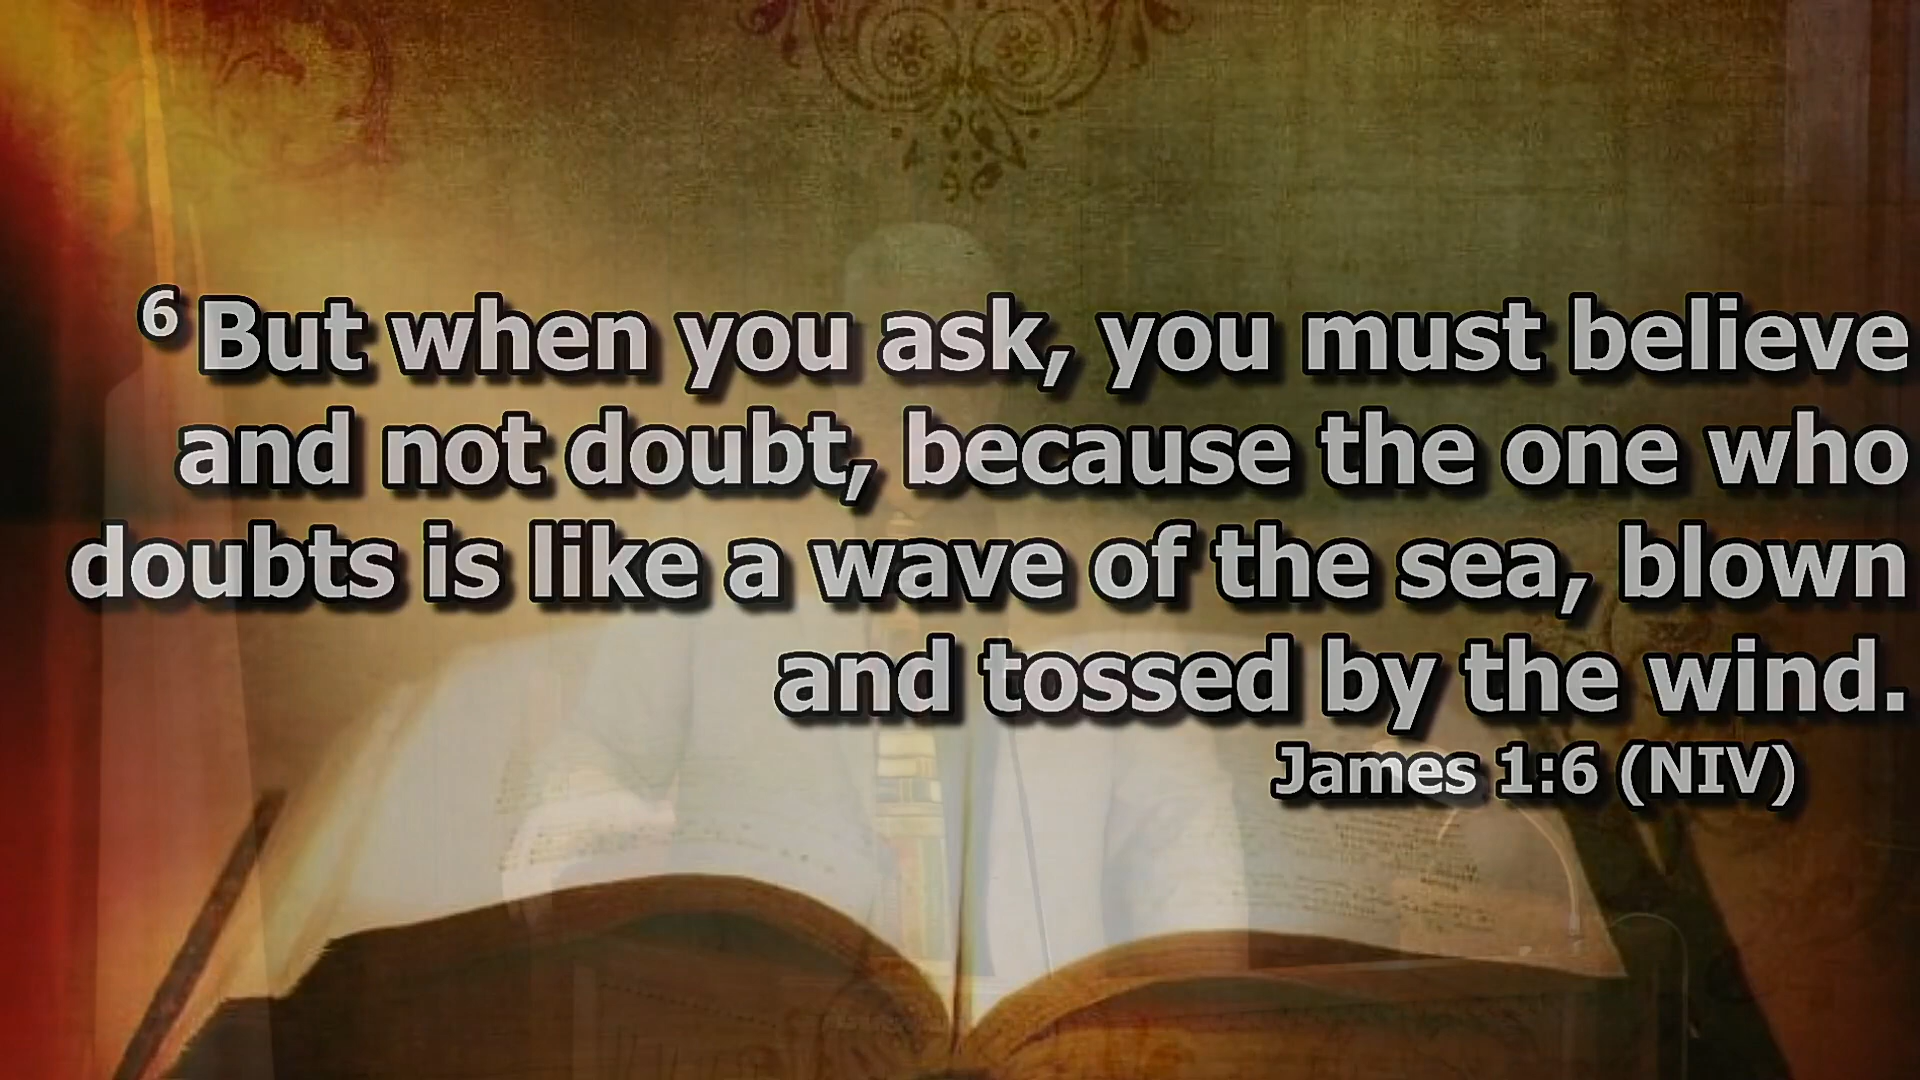 6 But when you ask, you must believe
and not doubt, because the one who
doubts is like a wave of the sea, blown
and tossed by the wind.
James 1:6 (NIV)